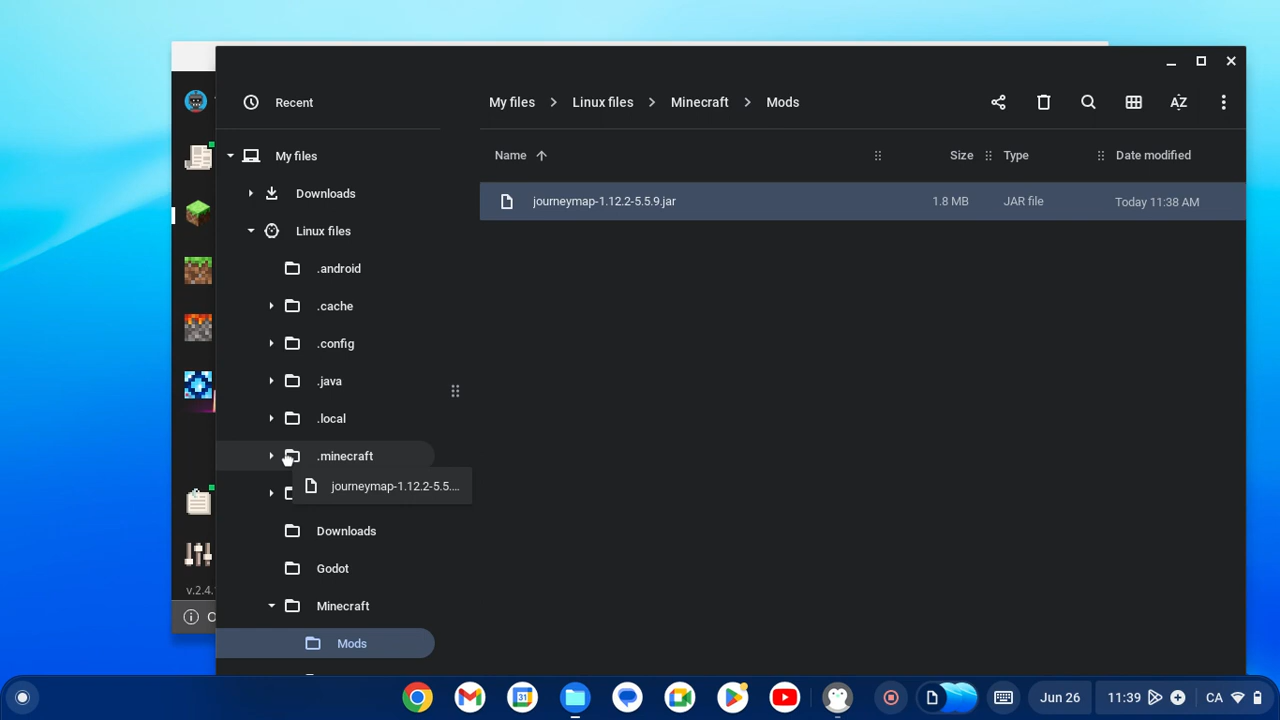 Recent
My files
Linux files
Minecraft
Mods
Name
Size
Type
Date modified
My files
journeymap-1.12.2-5.5.9.jar
1.8 MB
JAR file
Today 11:38 AM
Downloads
Linux files
.android
.cache
.config
.java
.local
.minecraft
journeymap-1.12.2-5.5....
Downloads
Godot
v.2.4.
Minecraft
Mods
31
Jun 26
11:39
CA